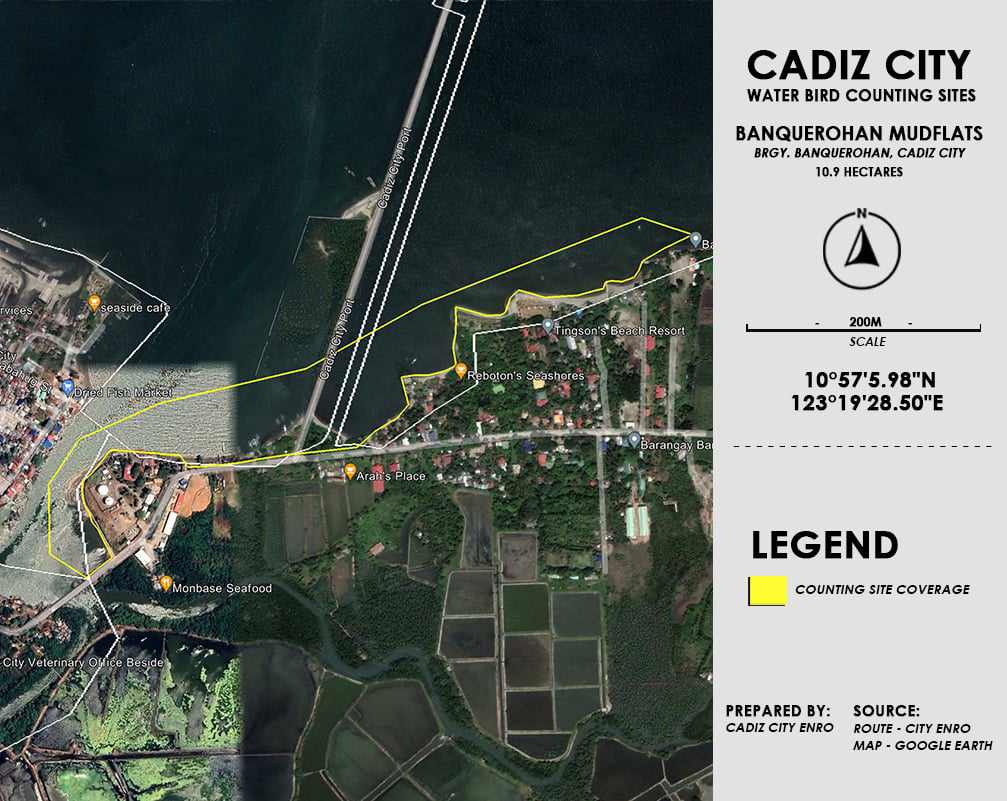 Cadiz City Port
seaside cafe
Dried Fish Market
Cadiz City Port
Tingson's Beach Resort
Reboton's Seashores
Barangay
Arah's Place
Monbase Seafood
City Veterinary Office Beside
CADIZ CITY
WATER BIRD COUNTING SITES
BANQUEROHAN MUDFLATS
BRGY. BANQUEROHAN, CADIZ CITY
10.9 HECTARES
N
- 200M -
SCALE
10°57'5.98"N
123°19'28.50"E
LEGEND
COUNTING SITE COVERAGE
PREPARED BY:
CADIZ CITY ENRO
SOURCE:
ROUTE - CITY ENRO
MAP - GOOGLE EARTH